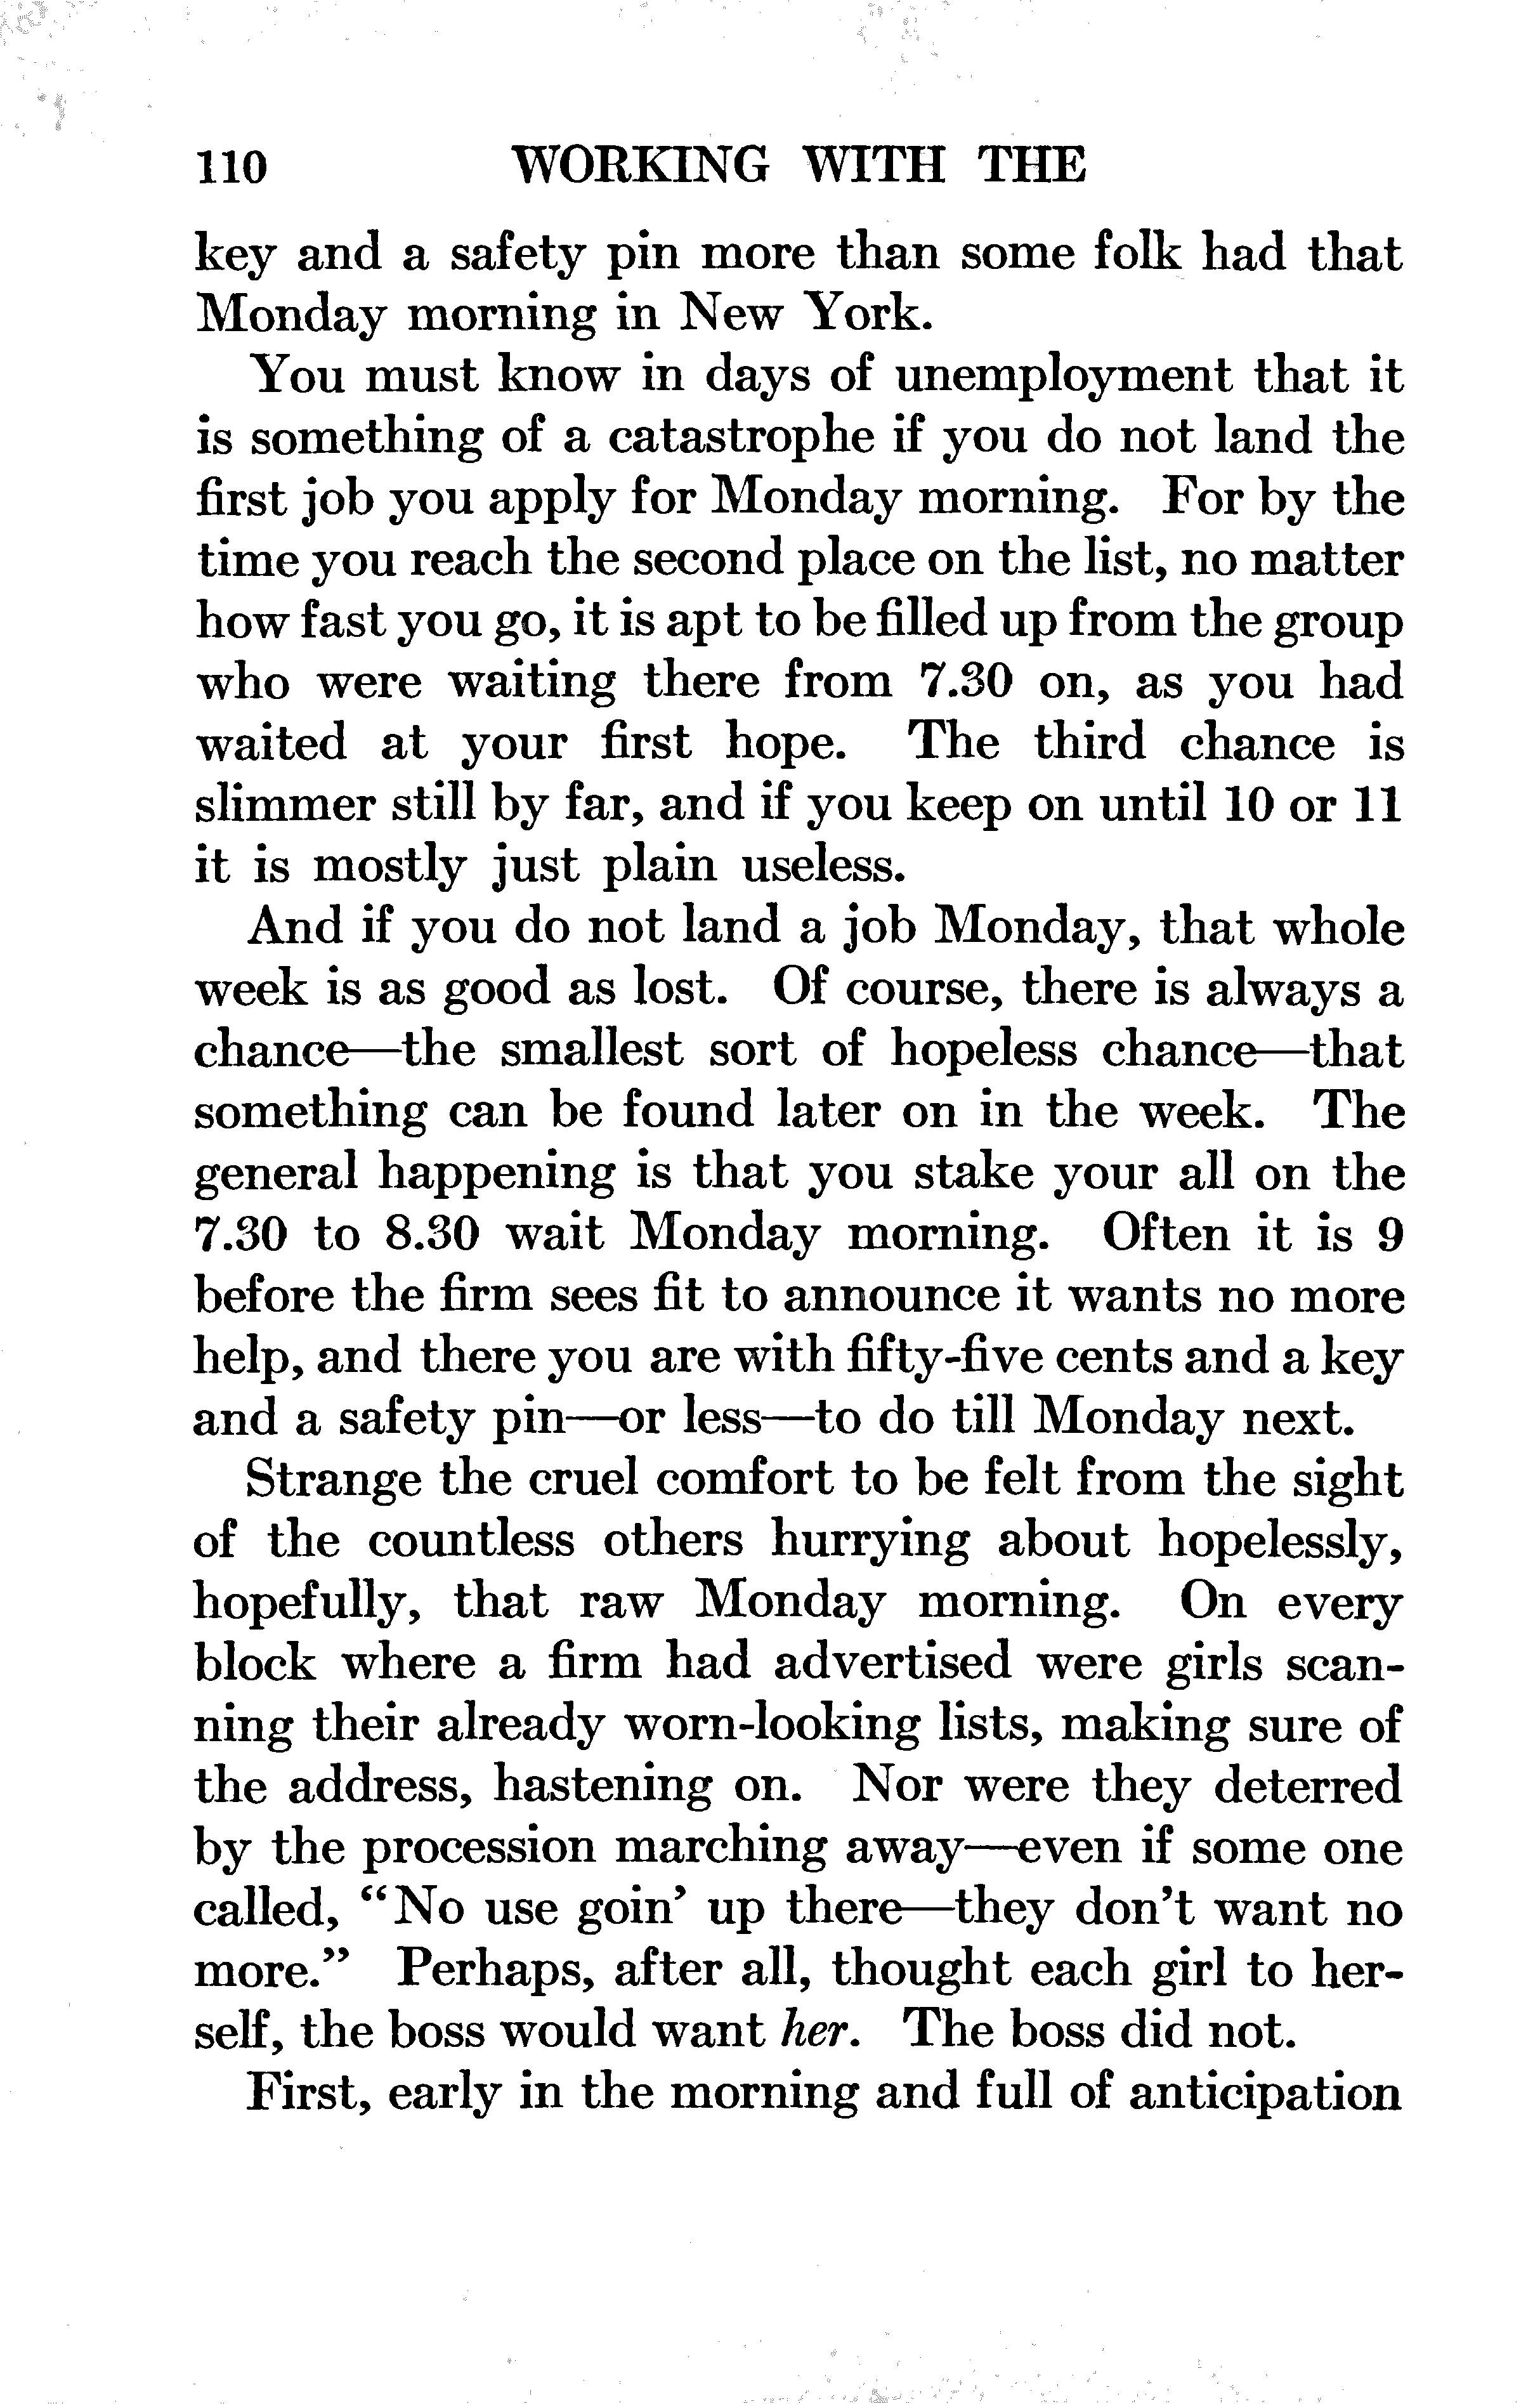 110 WORKING WITH THE
key and a safety pin more than some folk had that
Monday morning in New York.
You must know in days of unemployment that it
is something of a catastrophe if you do not land the
first job you apply for Monday morning. For by the
time you reach the second place on the list, no matter
how fast you go, it is apt to be filled up from the group
who were waiting there from 7.30 on, as you had
waited at your first hope. The third chance is
slimmer still by far, and if you keep on until 10 or 11
it is mostly just plain useless.
And if you do not land a job Monday, that whole
week is as good as lost. Of course, there is always a
chance—the smallest sort of hopeless chance—that
something can be found later on in the week. The
general happening is that you stake your all on the
7.30 to 8.30 wait Monday morning. Often it is 9
before the firm sees fit to announce it wants no more
help, and there you are with fifty-five cents and a key
and a safety pin—or less—to do till Monday next.
Strange the cruel comfort to be felt from the sight
of the countless others hurrying about hopelessly,
hopefully, that raw Monday morning. On every
block where a firm had advertised were girls scan-
ning their already worn-looking lists, making sure of
the address, hastening on. Nor were they deterred
by the procession marching away—even if some one
called, “No use goin’ up there—they don’t want no
more.” Perhaps, after all, thought each girl to her-
self, the boss would want her. The boss did not.
First, early in the morning and full of anticipation